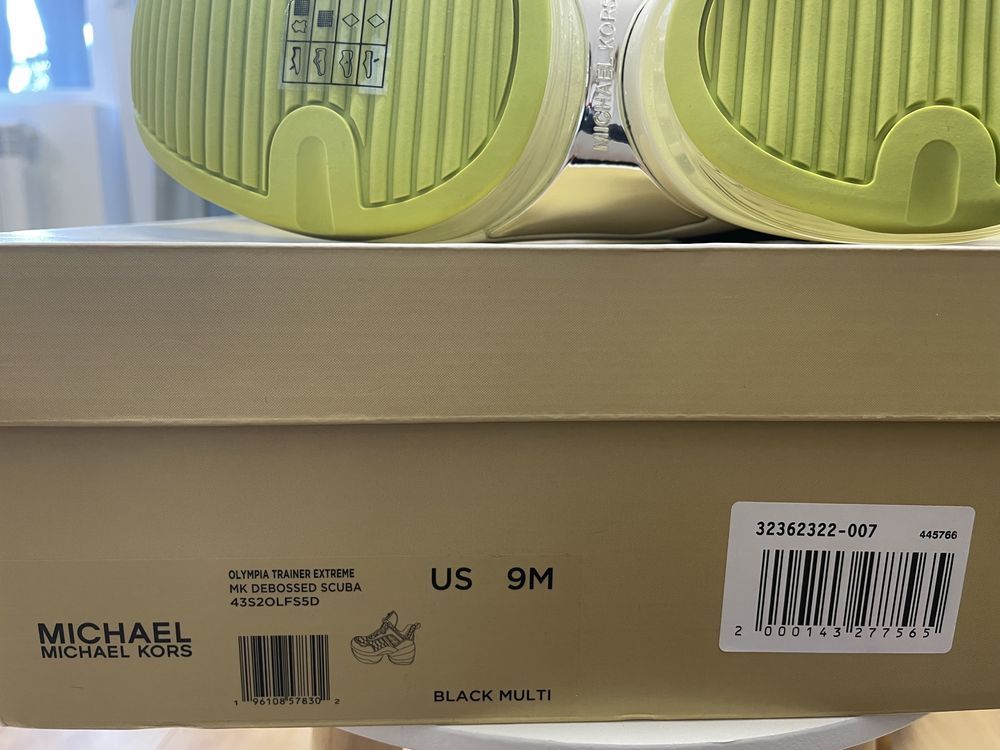 MICHAEL KORS
32362322-007
445766
2 000143 277565
OLYMPIA TRAINER EXTREME
MK DEBOSSED SCUBA
43S2OLFS5D
US 9M
MICHAEL
MICHAEL KORS
1 96108 57830 2
BLACK MULTI